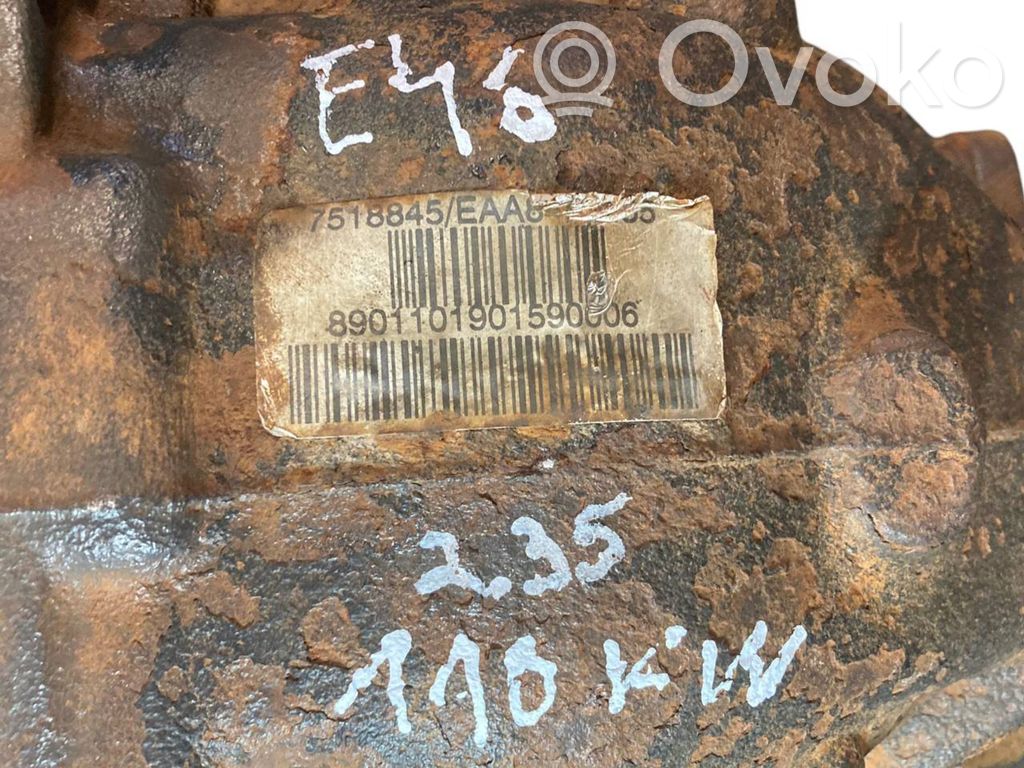 E46
Ovoko
7518845/EAA8
8901101901590006
2.35
110 KW